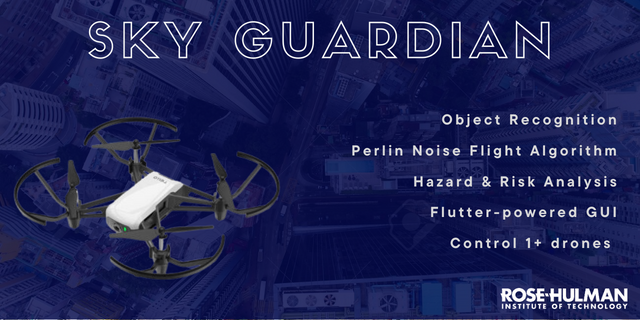 SKY GUARDIAN
Object Recognition
Perlin Noise Flight Algorithm
Hazard & Risk Analysis
Flutter-powered GUI
Control 1+ drones
ROSE-HULMAN
INSTITUTE OF TECHNOLOGY